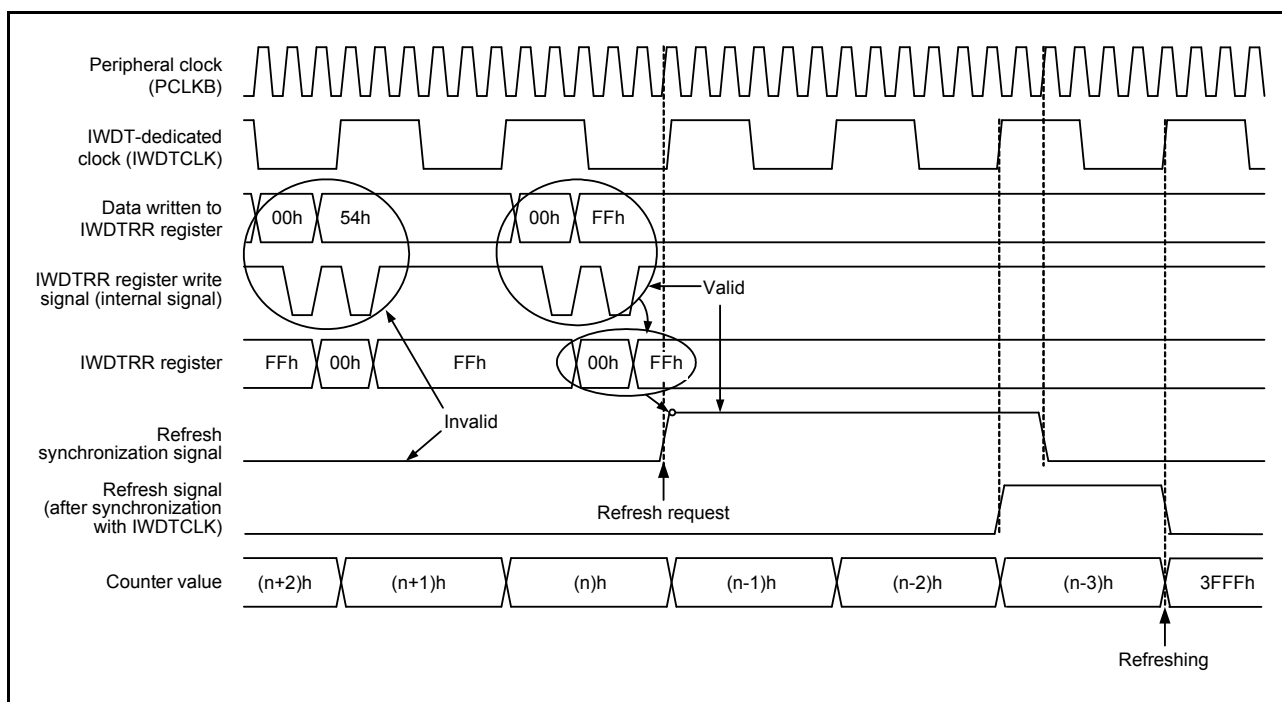 Peripheral clock
(PCLKB)
IWDT-dedicated
clock (IWDTCLK)
Data written to
IWDTRR register
00h
54h
00h
FFh
IWDTRR register write
signal (internal signal)
Valid
IWDTRR register
FFh
00h
FFh
00h
FFh
Invalid
Refresh
synchronization signal
Refresh request
Refresh signal
(after synchronization
with IWDTCLK)
Counter value
(n+2)h
(n+1)h
(n)h
(n-1)h
(n-2)h
(n-3)h
3FFFh
Refreshing